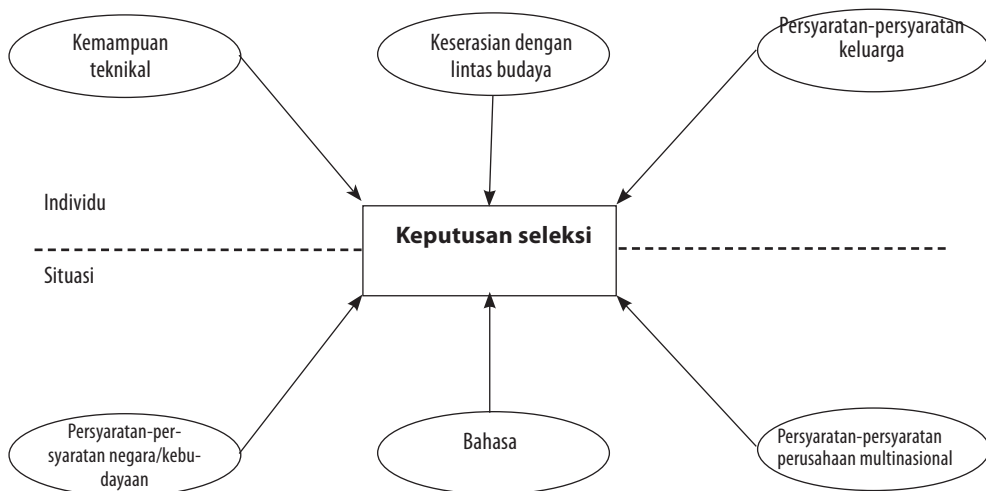 Kemampuan
teknikal
Keserasian dengan
lintas budaya
Persyaratan-persyaratan
keluarga
Individu
Keputusan seleksi
Situasi
Persyaratan-per-
syaratan negara/kebu-
dayaan
Bahasa
Persyaratan-persyaratan
perusahaan multinasional